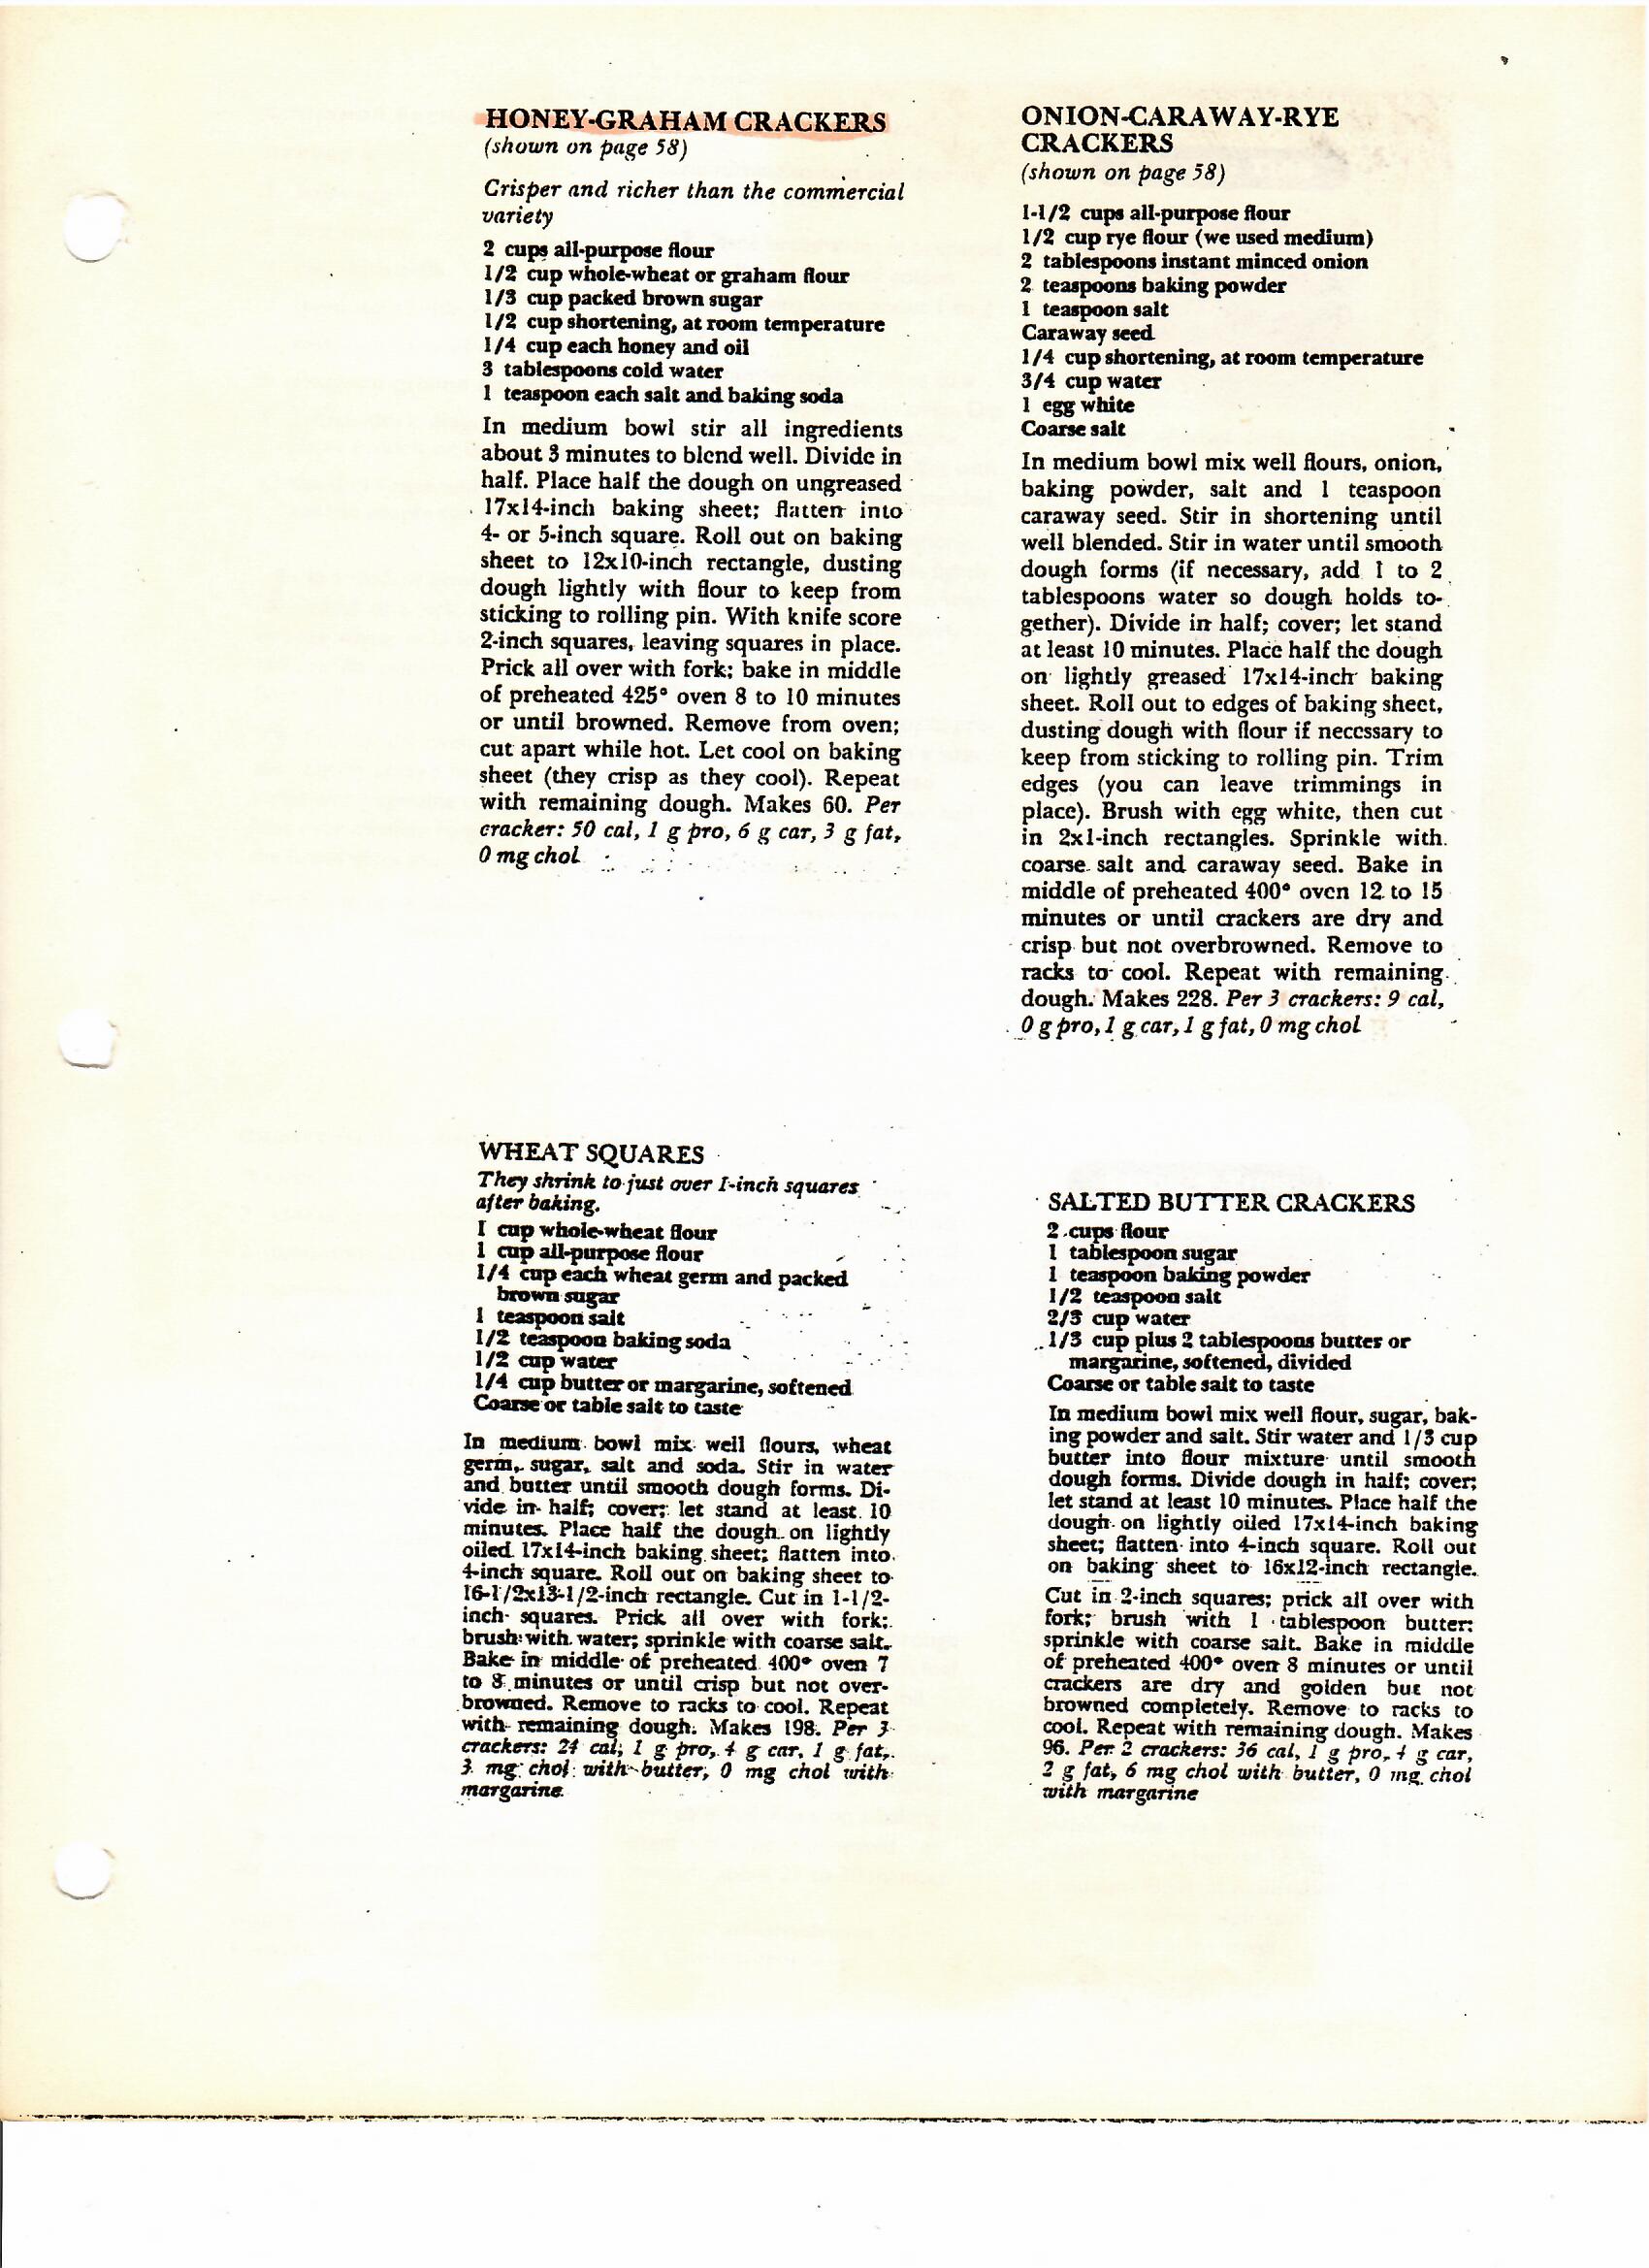 HONEY-GRAHAM CRACKERS
(shown on page 58)
Crisper and richer than the commercial
variety
2 cups all-purpose flour
1/2 cup whole-wheat or graham flour
1/3 cup packed brown sugar
1/2 cup shortening, at room temperature
1/4 cup each honey and oil
3 tablespoons cold water
1 teaspoon each salt and baking soda
In medium bowl stir all ingredients
about 3 minutes to blend well. Divide in
half. Place half the dough on ungreased
17x14-inch baking sheet; flatten into
4- or 5-inch square. Roll out on baking
sheet to 12x10-inch rectangle, dusting
dough lightly with flour to keep from
sticking to rolling pin. With knife score
2-inch squares, leaving squares in place.
Prick all over with fork; bake in middle
of preheated 425° oven 8 to 10 minutes
or until browned. Remove from oven;
cut apart while hot. Let cool on baking
sheet (they crisp as they cool). Repeat
with remaining dough. Makes 60. Per
cracker: 50 cal, 1 g pro, 6 g car, 3 g fat,
0 mg chol
ONION-CARAWAY-RYE
CRACKERS
(shown on page 58)
1-1/2 cups all-purpose flour
1/2 cup rye flour (we used medium)
2 tablespoons instant minced onion
2 teaspoons baking powder
1 teaspoon salt
Caraway seed
1/4 cup shortening, at room temperature
3/4 cup water
1 egg white
Coarse salt
In medium bowl mix well flours, onion,
baking powder, salt and 1 teaspoon
caraway seed. Stir in shortening until
well blended. Stir in water until smooth
dough forms (if necessary, add 1 to 2
tablespoons water so dough holds to-
gether). Divide in half; cover; let stand
at least 10 minutes. Place half the dough
on lightly greased 17x14-inch baking
sheet. Roll out to edges of baking sheet,
dusting dough with flour if necessary to
keep from sticking to rolling pin. Trim
edges (you can leave trimmings in
place). Brush with egg white, then cut
in 2x1-inch rectangles. Sprinkle with
coarse salt and caraway seed. Bake in
middle of preheated 400° oven 12 to 15
minutes or until crackers are dry and
crisp but not overbrowned. Remove to
racks to cool. Repeat with remaining
dough. Makes 228. Per 3 crackers: 9 cal,
0 g pro, 1 g car, 1 g fat, 0 mg chol
WHEAT SQUARES
They shrink to just over 1-inch squares
after baking.
1 cup whole-wheat flour
1 cup all-purpose flour
1/4 cup each wheat germ and packed
brown sugar
1 teaspoon salt
1/2 teaspoon baking soda
1/2 cup water
1/4 cup butter or margarine, softened
Coarse or table salt to taste
In medium bowl mix well flours, wheat
germ, sugar, salt and soda. Stir in water
and butter until smooth dough forms. Di-
vide in half; cover; let stand at least 10
minutes. Place half the dough on lightly
oiled 17x14-inch baking sheet; flatten into
4-inch square. Roll out on baking sheet to
16-1/2x13-1/2-inch rectangle. Cut in 1-1/2-
inch squares. Prick all over with fork;
brush with water; sprinkle with coarse salt.
Bake in middle of preheated 400° oven 7
to 8 minutes or until crisp but not over-
browned. Remove to racks to cool. Repeat
with remaining dough. Makes 198. Per 3
crackers: 24 cal, 1 g pro, 4 g car, 1 g fat,
3 mg chol with butter, 0 mg chol with
margarine
SALTED BUTTER CRACKERS
2 cups flour
1 tablespoon sugar
1 teaspoon baking powder
1/2 teaspoon salt
2/3 cup water
1/3 cup plus 2 tablespoons butter or
margarine, softened, divided
Coarse or table salt to taste
In medium bowl mix well flour, sugar, bak-
ing powder and salt. Stir water and 1/3 cup
butter into flour mixture until smooth
dough forms. Divide dough in half; cover;
let stand at least 10 minutes. Place half the
dough on lightly oiled 17x14-inch baking
sheet; flatten into 4-inch square. Roll out
on baking sheet to 16x12-inch rectangle.
Cut in 2-inch squares; prick all over with
fork; brush with 1 tablespoon butter;
sprinkle with coarse salt. Bake in middle
of preheated 400° oven 8 minutes or until
crackers are dry and golden but not
browned completely. Remove to racks to
cool. Repeat with remaining dough. Makes
96. Per 2 crackers: 36 cal, 1 g pro, 4 g car,
2 g fat, 6 mg chol with butter, 0 mg chol
with margarine